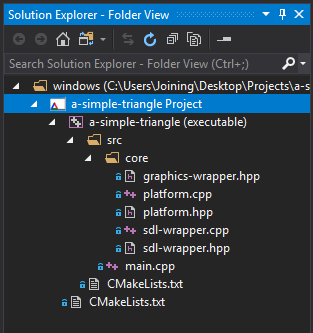 Solution Explorer - Folder View
Search Solution Explorer - Folder View (Ctrl+;)
windows (C:\Users\Joining\Desktop\Projects\a-s
a-simple-triangle Project
a-simple-triangle (executable)
src
core
graphics-wrapper.hpp
platform.cpp
platform.hpp
sdl-wrapper.cpp
sdl-wrapper.hpp
main.cpp
CMakeLists.txt
CMakeLists.txt